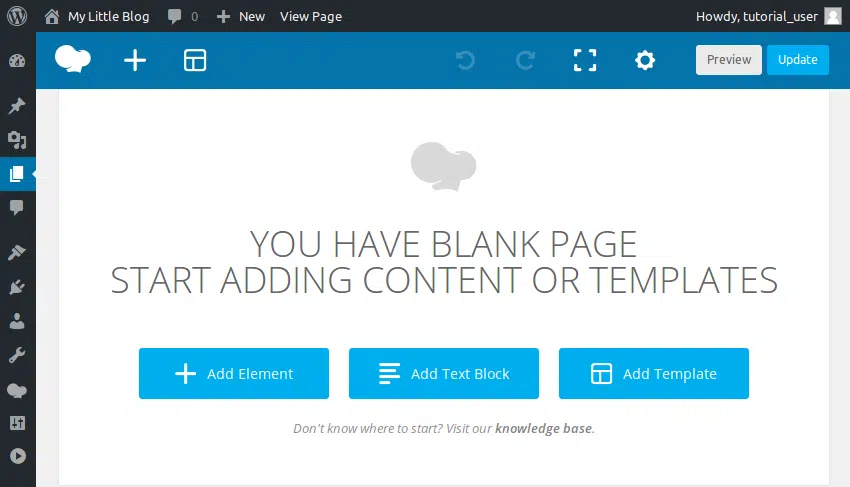 My Little Blog 0 New View Page Howdy, tutorial_user
Preview Update
YOU HAVE BLANK PAGE
START ADDING CONTENT OR TEMPLATES
Add Element Add Text Block Add Template
Don't know where to start? Visit our knowledge base.